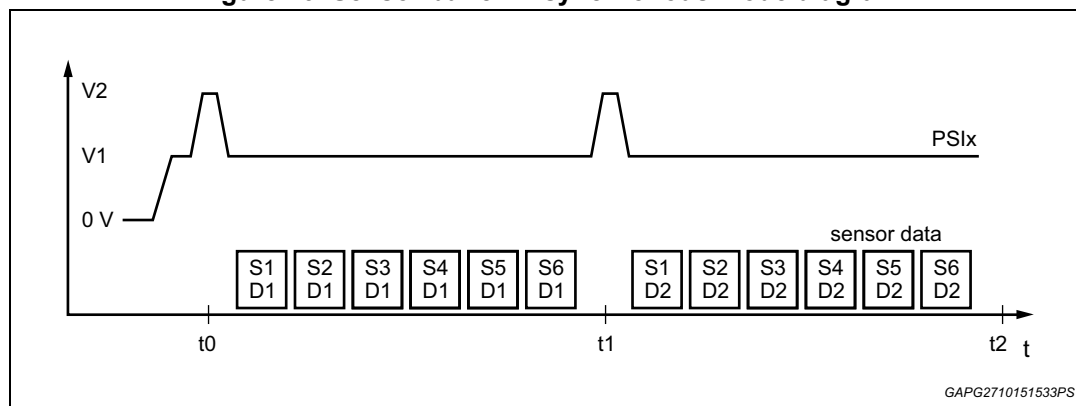 V2
V1
PSIx
0 V
sensor data
S1 S2 S3 S4 S5 S6 S1 S2 S3 S4 S5 S6
D1 D1 D1 D1 D1 D1 D2 D2 D2 D2 D2 D2
t0 t1 t2 t
GAPG2710151533PS